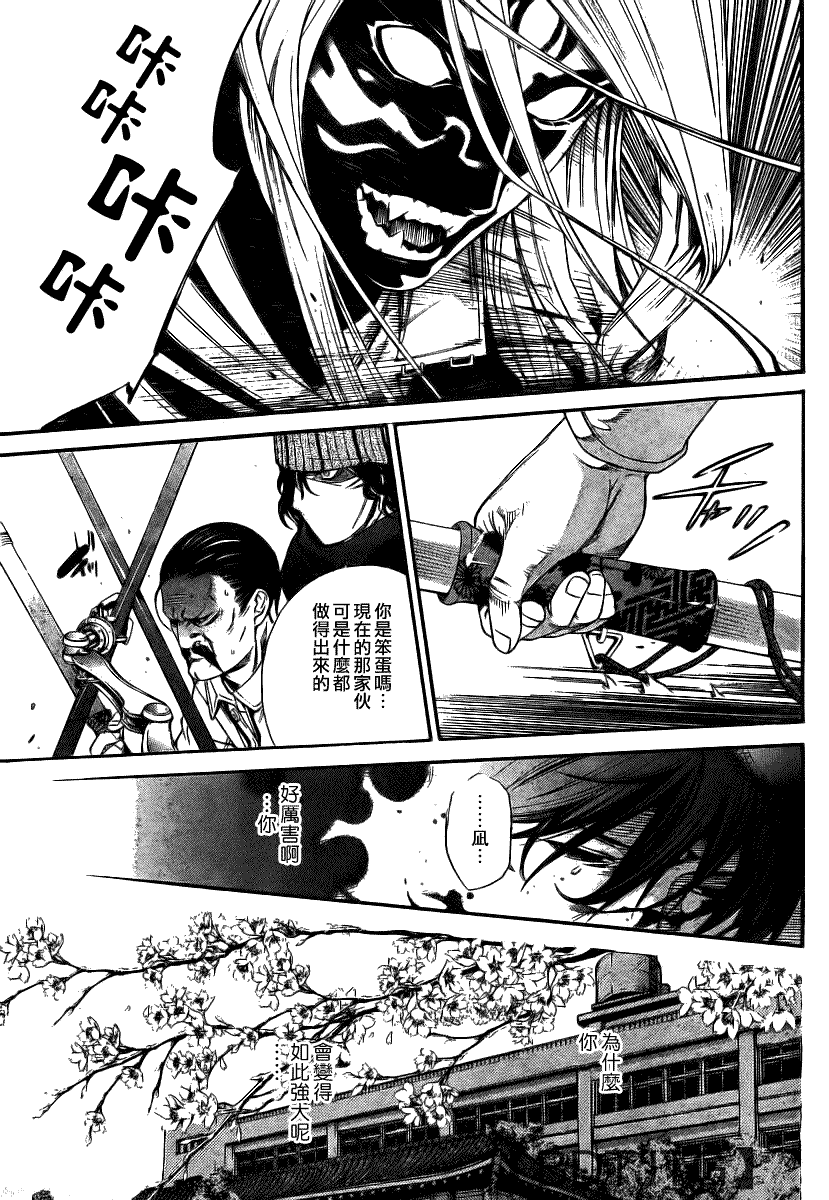 咔
咔
咔
咔
你是笨蛋嗎…
現在的那家伙
可是什麼都
做得出來的
……凪…
好厲害啊
…你
為什麼
你
會變得
如此強大呢
……